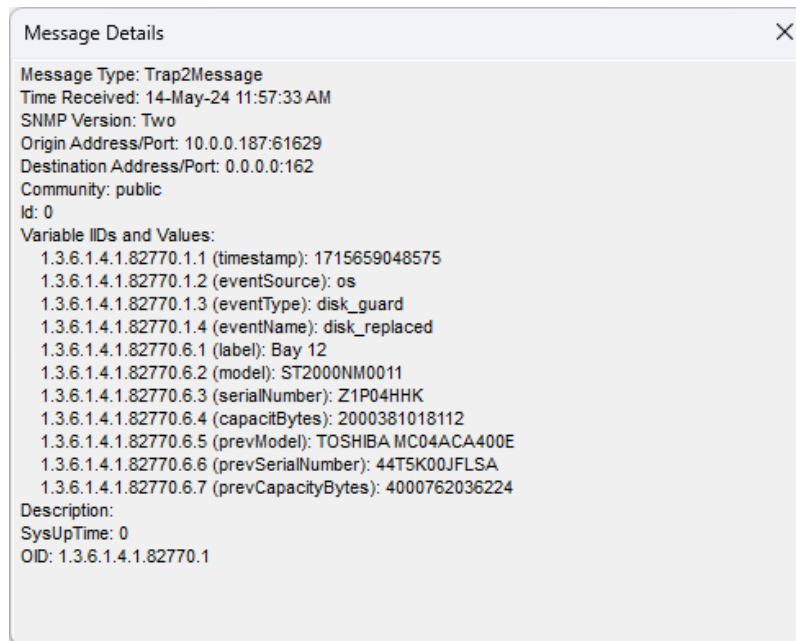 Message Details
Message Type: Trap2Message
Time Received: 14-May-24 11:57:33 AM
SNMP Version: Two
Origin Address/Port: 10.0.0.187:61629
Destination Address/Port: 0.0.0.0:162
Community: public
Id: 0
Variable IIDs and Values:
1.3.6.1.4.1.82770.1.1 (timestamp): 1715659048575
1.3.6.1.4.1.82770.1.2 (eventSource): os
1.3.6.1.4.1.82770.1.3 (eventType): disk_guard
1.3.6.1.4.1.82770.1.4 (eventName): disk_replaced
1.3.6.1.4.1.82770.6.1 (label): Bay 12
1.3.6.1.4.1.82770.6.2 (model): ST2000NM0011
1.3.6.1.4.1.82770.6.3 (serialNumber): Z1P04HHK
1.3.6.1.4.1.82770.6.4 (capacitBytes): 2000381018112
1.3.6.1.4.1.82770.6.5 (prevModel): TOSHIBA MC04ACA400E
1.3.6.1.4.1.82770.6.6 (prevSerialNumber): 44T5K00JFLSA
1.3.6.1.4.1.82770.6.7 (prevCapacityBytes): 4000762036224
Description:
SysUpTime: 0
OID: 1.3.6.1.4.1.82770.1